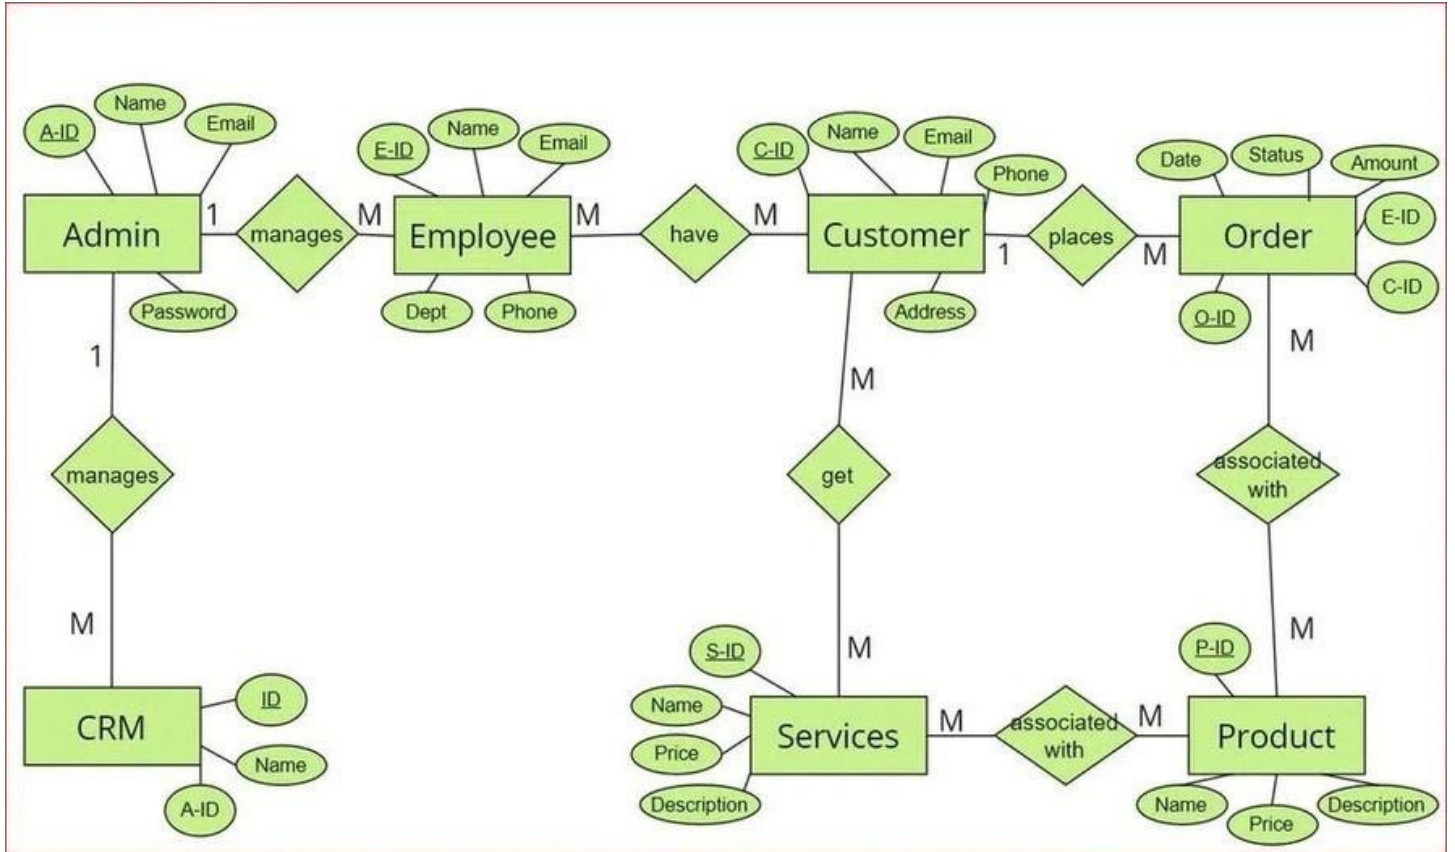 Name
A-ID
Email
Admin
Password
1
manages
M
E-ID
Name
Email
Employee
Dept
Phone
M
have
M
C-ID
Name
Email
Phone
Customer
Address
1
places
M
Date
Status
Amount
E-ID
C-ID
Order
O-ID
1
manages
M
CRM
ID
Name
A-ID
M
get
M
S-ID
Name
Price
Description
Services
M
associated
with
M
M
associated
with
M
P-ID
Product
Name
Price
Description